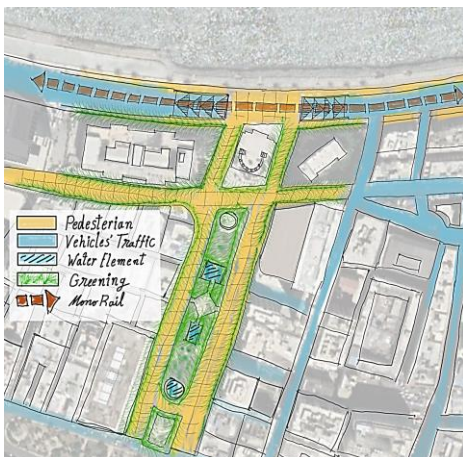 Pedesterian
Vehicles' Traffic
Water Element
Greening
Mono Rail